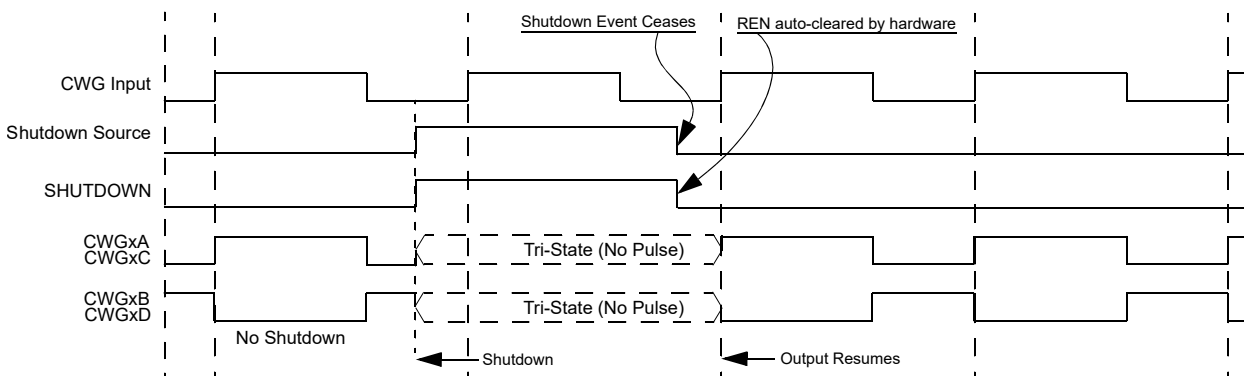 Shutdown Event Ceases
REN auto-cleared by hardware
CWG Input
Shutdown Source
SHUTDOWN
CWGxA
CWGxC
Tri-State (No Pulse)
CWGxB
CWGxD
Tri-State (No Pulse)
No Shutdown
Shutdown
Output Resumes